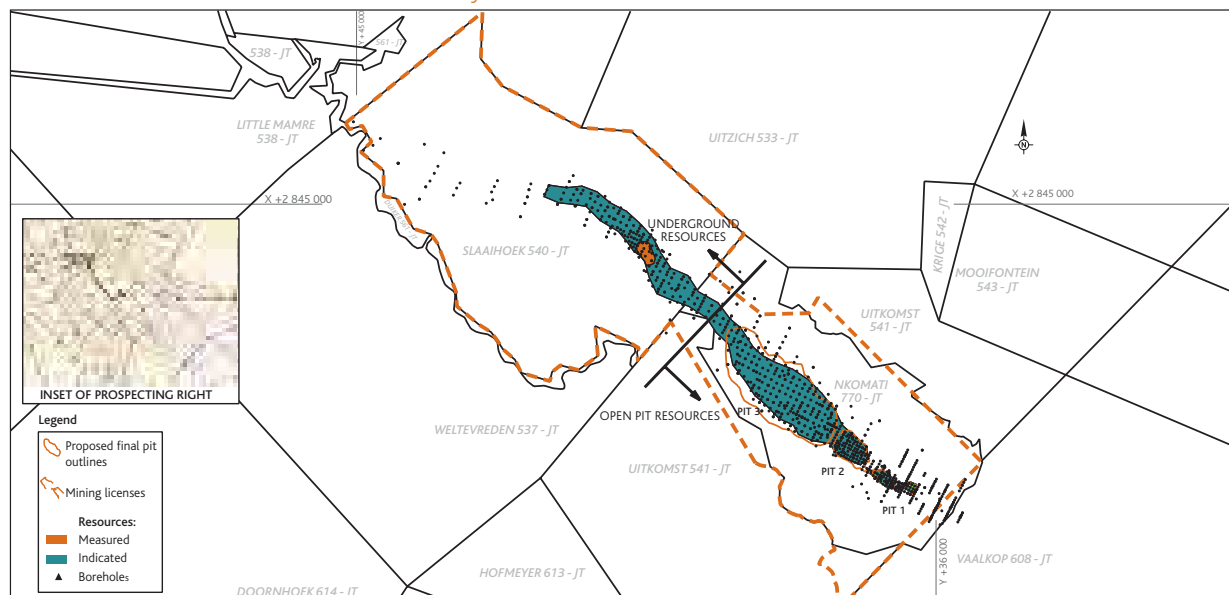 538 - JT
561 - JT
Y + 45 000
LITTLE MAMRE
538 - JT
UITZICH 533 - JT
N
X +2 845 000
X +2 845 000
KRIGE 542 - JT
MOOIFONTEIN
543 - JT
UNDERGROUND
RESOURCES
SLAAIHOEK 540 - JT
UITKOMST
541 - JT
NKOMATI
770 - JT
INSET OF PROSPECTING RIGHT
OPEN PIT RESOURCES
PIT 3
WELTEVREDEN 537 - JT
UITKOMST 541 - JT
PIT 2
PIT 1
Legend
Proposed final pit
outlines
Mining licenses
Resources:
Measured
Indicated
Boreholes
Y +36 000
VAALKOP 608 - JT
HOFMEYER 613 - JT
DOORNHOEK 614 - JT